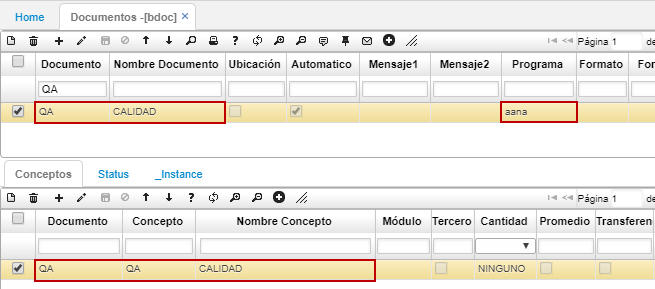 Home Documentos -[bdoc] ×
? Página 1 de
Documento Nombre Documento Ubicación Automatico Mensaje1 Mensaje2 Programa Formato
QA
QA CALIDAD aana
Conceptos Status _Instance
? Página 1 de
Documento Concepto Nombre Concepto Módulo Tercero Cantidad Promedio Transferen
QA QA CALIDAD NINGUNO